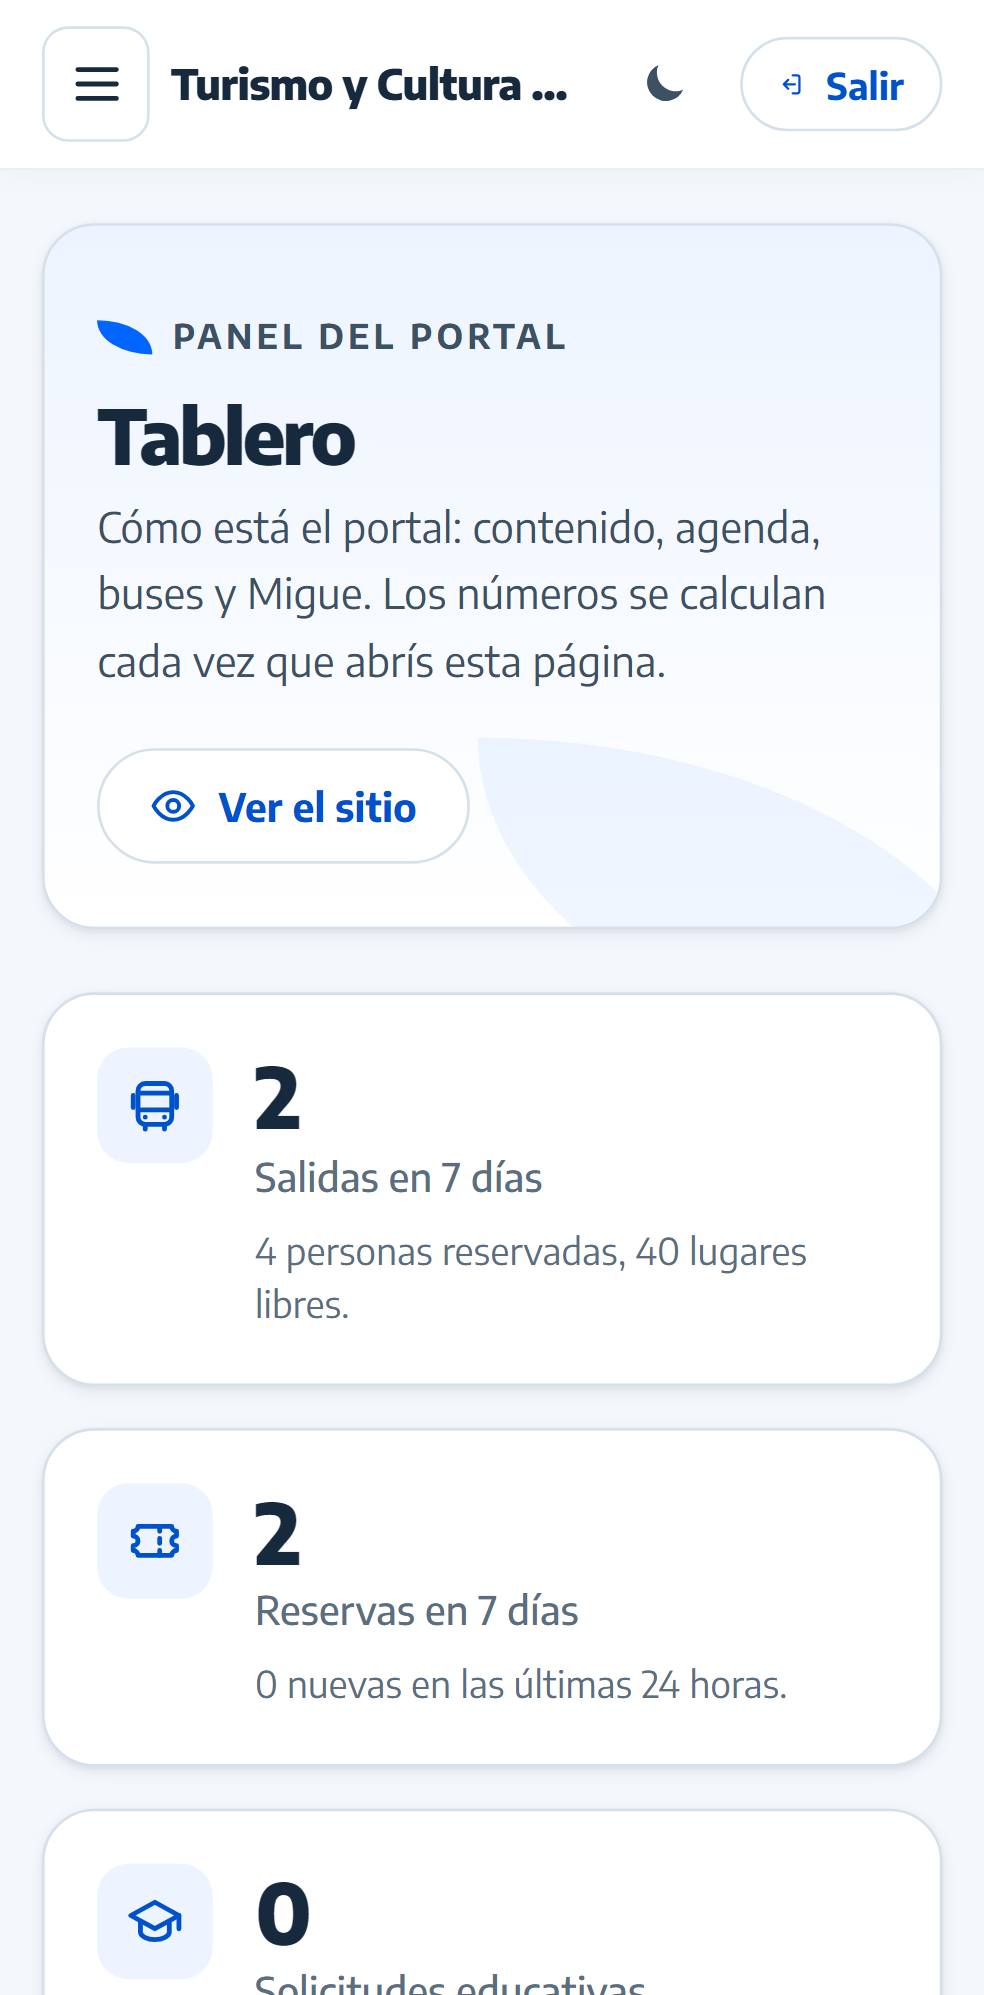 Turismo y Cultura ...
Salir
PANEL DEL PORTAL
Tablero
Cómo está el portal: contenido, agenda,
buses y Migue. Los números se calculan
cada vez que abrís esta página.
Ver el sitio
2
Salidas en 7 días
4 personas reservadas, 40 lugares
libres.
2
Reservas en 7 días
0 nuevas en las últimas 24 horas.
0
Solicitudes educativas